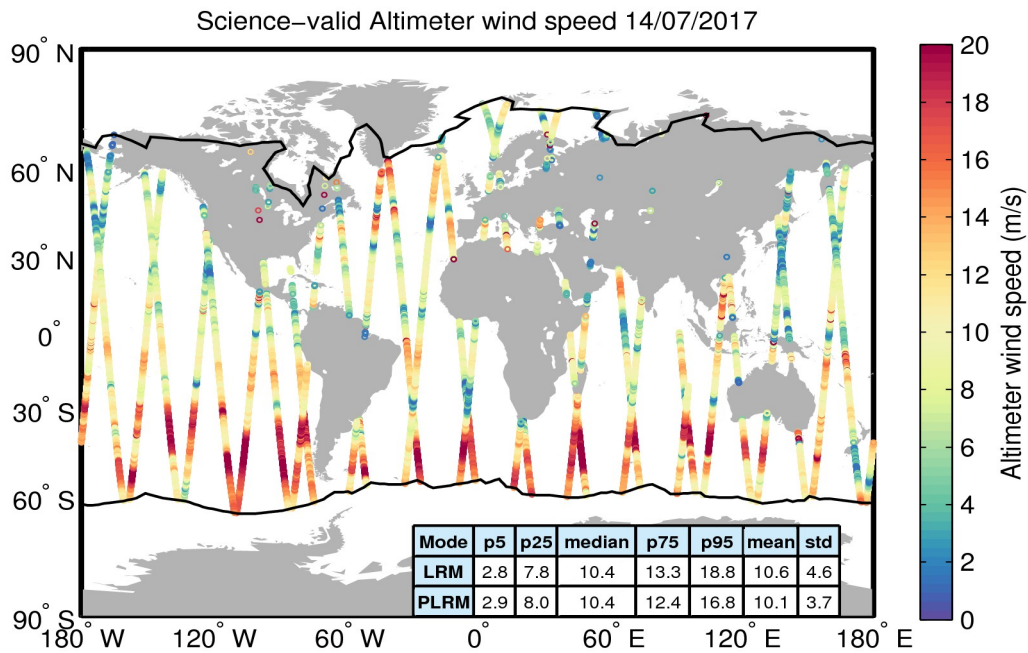 Science−valid Altimeter wind speed 14/07/2017
90° N
60° N
30° N
0°
30° S
60° S
90° S
180° W
120° W
60° W
0°
60° E
120° E
180° E
Mode p5 p25 median p75 p95 mean std
LRM 2.8 7.8 10.4 13.3 18.8 10.6 4.6
PLRM 2.9 8.0 10.4 12.4 16.8 10.1 3.7
20
18
16
14
12
10
8
6
4
2
0
Altimeter wind speed (m/s)